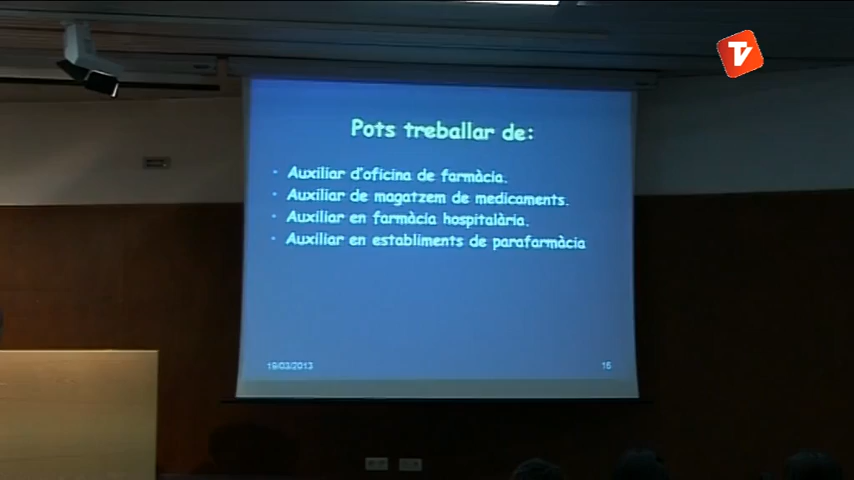 TV
Pots treballar de:
• Auxiliar d'oficina de farmàcia.
• Auxiliar de magatzem de medicaments.
• Auxiliar en farmàcia hospitalària.
• Auxiliar en establiments de parafarmàcia
19/03/2013
16